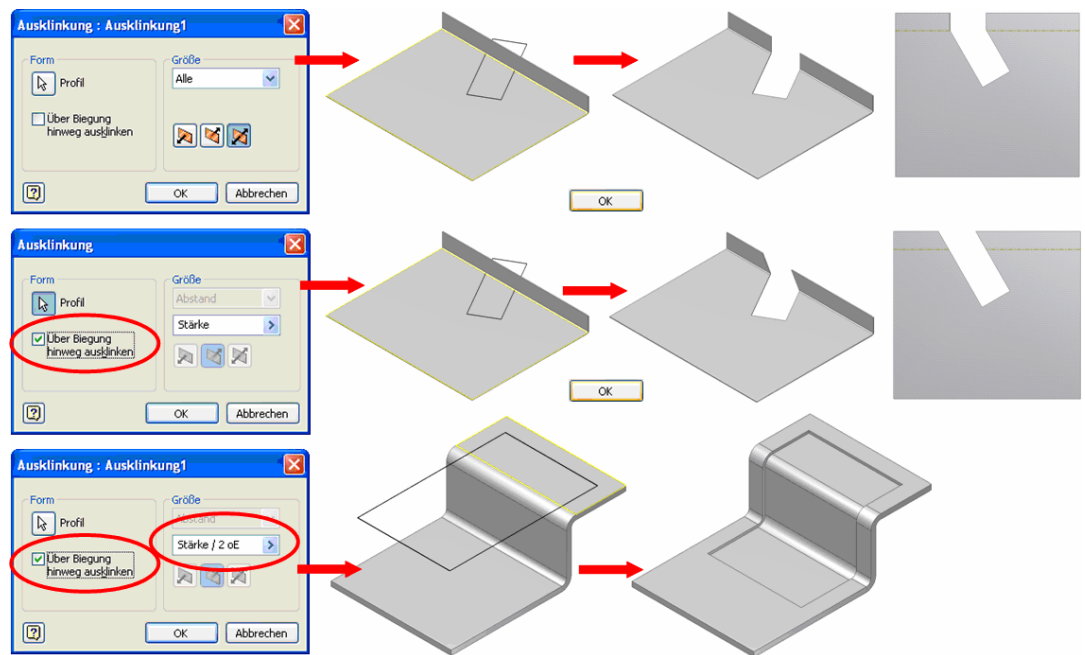 Ausklinkung : Ausklinkung1
Form
Profil
Über Biegung
hinweg ausklinken
Größe
Alle
OK
Abbrechen
OK
Ausklinkung
Form
Profil
Über Biegung
hinweg ausklinken
Größe
Abstand
Stärke
OK
Abbrechen
OK
Ausklinkung : Ausklinkung1
Form
Profil
Über Biegung
hinweg ausklinken
Größe
Abstand
Stärke / 2 oE
OK
Abbrechen